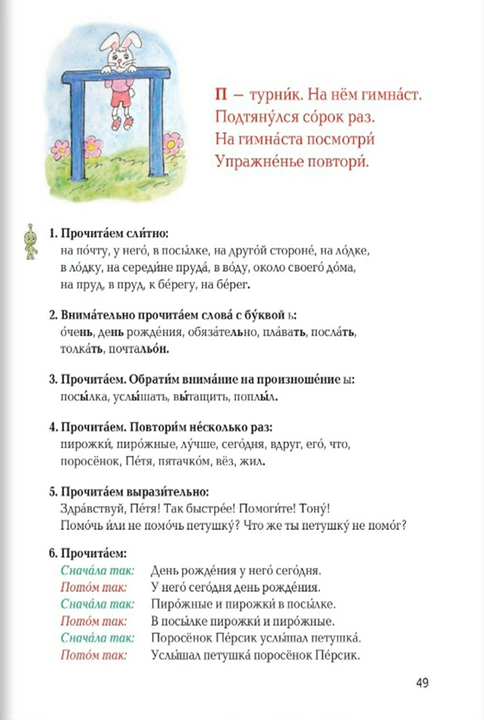 П — турни́к. На нём гимна́ст.
Подтяну́лся со́рок раз.
На гимна́ста посмотри́
Упражне́нье повтори́.
1. Прочита́ем сли́тно:
на по́чту, у него́, в посы́лке, на друго́й стороне́, на ло́дке,
в ло́дку, на середи́не пруда́, в во́ду, около своего́ до́ма,
на пруд, в пруд, к бе́регу, на бе́рег.
2. Внима́тельно прочита́ем слова́ с бу́квой ь:
о́чень, день рожде́ния, обяза́тельно, пла́вать, посла́ть,
толка́ть, почтальо́н.
3. Прочита́ем. Обрати́м внима́ние на произноше́ние ы:
посы́лка, услы́шать, вы́тащить, поплы́л.
4. Прочита́ем. Повтори́м не́сколько раз:
пирожки́, пиро́жные, лу́чше, сего́дня, вдруг, его́, что,
поросёнок, Пе́тя, пятачко́м, вёз, жил.
5. Прочита́ем вырази́тельно:
Здра́вствуй, Пе́тя! Так быстре́е! Помоги́те! Тону́!
Помо́чь и́ли не помо́чь петушку́? Что же ты петушку́ не помо́г?
6. Прочита́ем:
Снача́ла так: День рожде́ния у него́ сего́дня.
Пото́м так: У него́ сего́дня день рожде́ния.
Снача́ла так: Пиро́жные и пирожки́ в посы́лке.
Пото́м так: В посы́лке пирожки́ и пиро́жные.
Снача́ла так: Поросёнок Пе́рсик услы́шал петушка́.
Пото́м так: Услы́шал петушка́ поросёнок Пе́рсик.
49